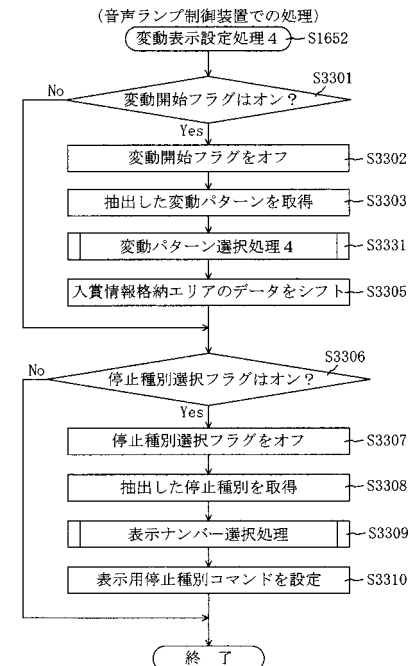 (音声ランプ制御装置での処理)
変動表示設定処理4 S1652
S3301
No
変動開始フラグはオン?
Yes
変動開始フラグをオフ S3302
抽出した変動パターンを取得 S3303
変動パターン選択処理4 S3331
入賞情報格納エリアのデータをシフト S3305
S3306
No
停止種別選択フラグはオン?
Yes
停止種別選択フラグをオフ S3307
抽出した停止種別を取得 S3308
表示ナンバー選択処理 S3309
表示用停止種別コマンドを設定 S3310
終了